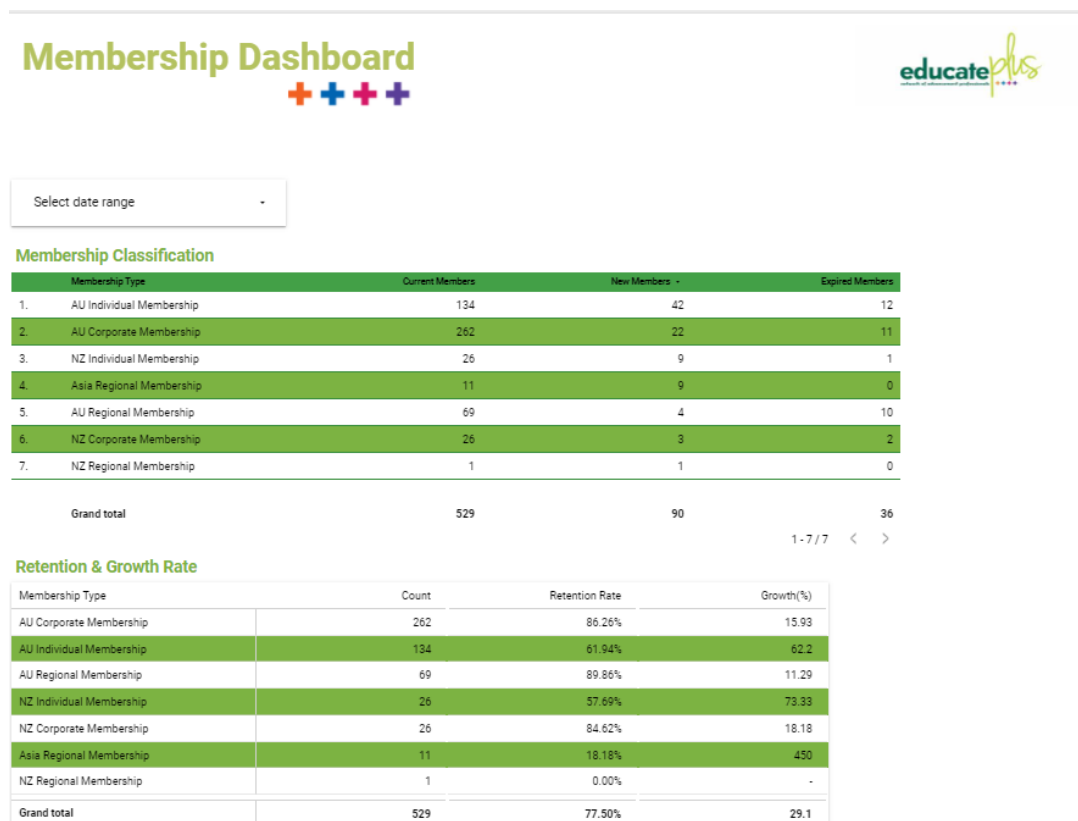 Membership Dashboard
educateplus
network of advancement professionals
Select date range
Membership Classification
Membership Type Current Members New Members Expired Members
1. AU Individual Membership 134 42 12
2. AU Corporate Membership 262 22 11
3. NZ Individual Membership 26 9 1
4. Asia Regional Membership 11 9 0
5. AU Regional Membership 69 4 10
6. NZ Corporate Membership 26 3 2
7. NZ Regional Membership 1 1 0
Grand total 529 90 36
1 - 7 / 7 < >
Retention & Growth Rate
Membership Type Count Retention Rate Growth(%)
AU Corporate Membership 262 86.26% 15.93
AU Individual Membership 134 61.94% 62.2
AU Regional Membership 69 89.86% 11.29
NZ Individual Membership 26 57.69% 73.33
NZ Corporate Membership 26 84.62% 18.18
Asia Regional Membership 11 18.18% 450
NZ Regional Membership 1 0.00% -
Grand total 529 77.50% 29.1